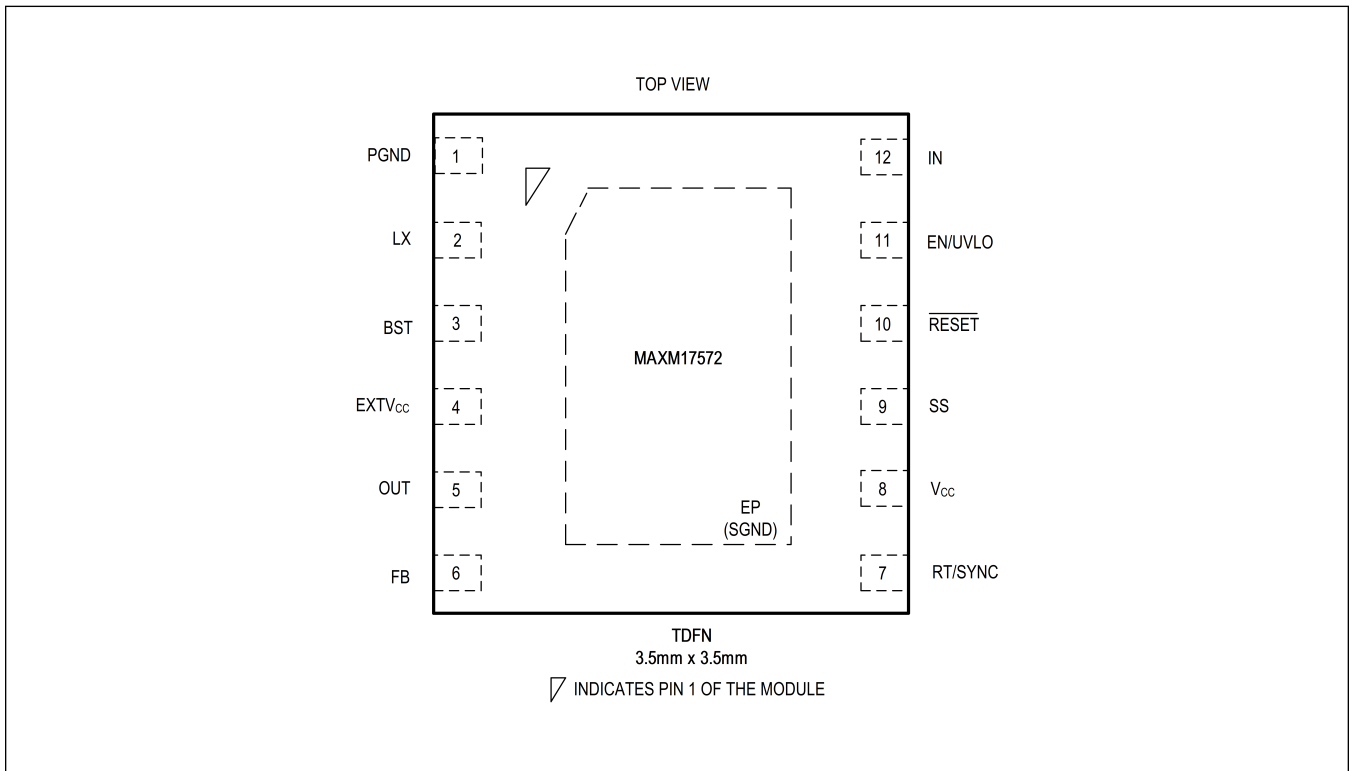 TOP VIEW
PGND 1 12 IN
LX 2 11 EN/UVLO
BST 3 10 RESET
MAXM17572
EXTVCC 4 9 SS
OUT 5 8 VCC
EP
(SGND)
FB 6 7 RT/SYNC
TDFN
3.5mm x 3.5mm
INDICATES PIN 1 OF THE MODULE